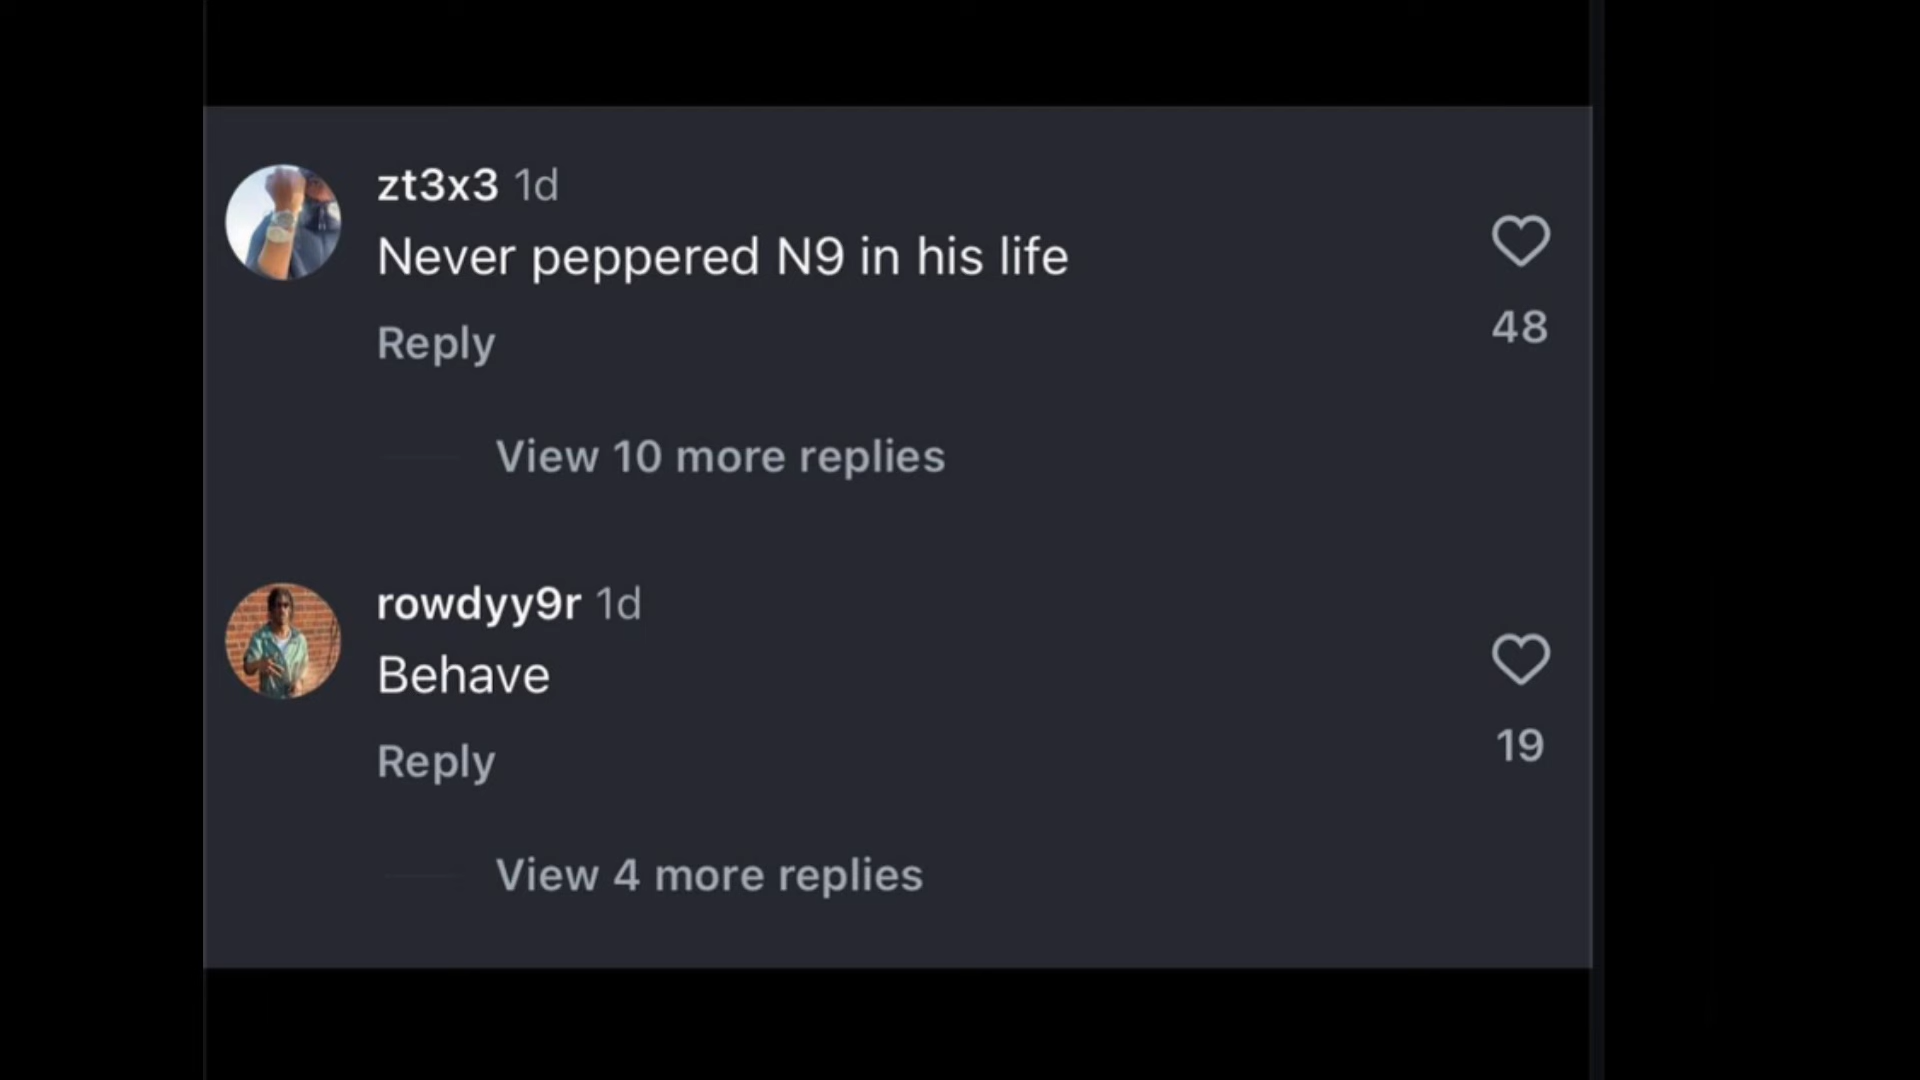 zt3x3 1d
Never peppered N9 in his life
48
Reply
View 10 more replies
rowdyy9r 1d
Behave
19
Reply
View 4 more replies